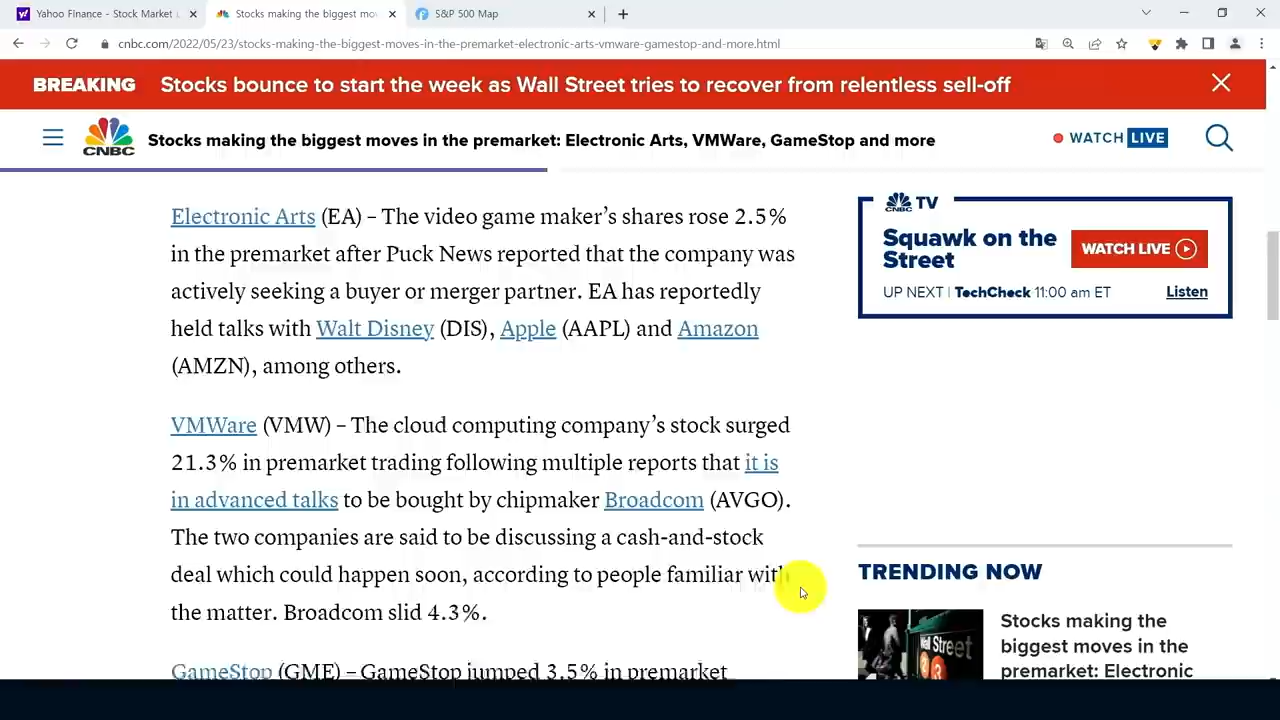 Yahoo Finance - Stock Market
Stocks making the biggest mov
S&P 500 Map
cnbc.com/2022/05/23/stocks-making-the-biggest-moves-in-the-premarket-electronic-arts-vmware-gamestop-and-more.html
BREAKING Stocks bounce to start the week as Wall Street tries to recover from relentless sell-off
CNBC
Stocks making the biggest moves in the premarket: Electronic Arts, VMWare, GameStop and more
WATCH LIVE
Electronic Arts (EA) – The video game maker’s shares rose 2.5%
in the premarket after Puck News reported that the company was
actively seeking a buyer or merger partner. EA has reportedly
held talks with Walt Disney (DIS), Apple (AAPL) and Amazon
(AMZN), among others.
VMWare (VMW) – The cloud computing company’s stock surged
21.3% in premarket trading following multiple reports that it is
in advanced talks to be bought by chipmaker Broadcom (AVGO).
The two companies are said to be discussing a cash-and-stock
deal which could happen soon, according to people familiar with
the matter. Broadcom slid 4.3%.
GameStop (GME) – GameStop jumped 3.5% in premarket
CNBC TV
Squawk on the
Street
WATCH LIVE
UP NEXT | TechCheck 11:00 am ET
Listen
TRENDING NOW
Wall Street
2 3
Stocks making the
biggest moves in the
premarket: Electronic